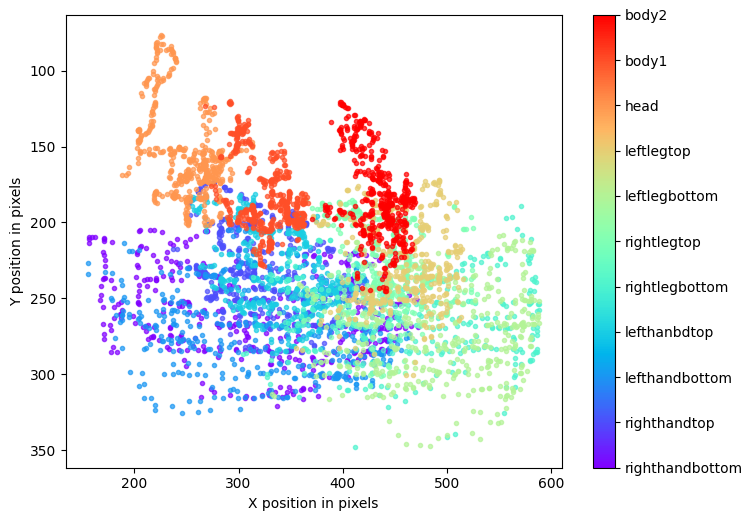 100
150
200
250
300
350
200
300
400
500
600
Y position in pixels
X position in pixels
body2
body1
head
leftlegtop
leftlegbottom
rightlegtop
rightlegbottom
lefthanbdtop
lefthandbottom
righthandtop
righthandbottom